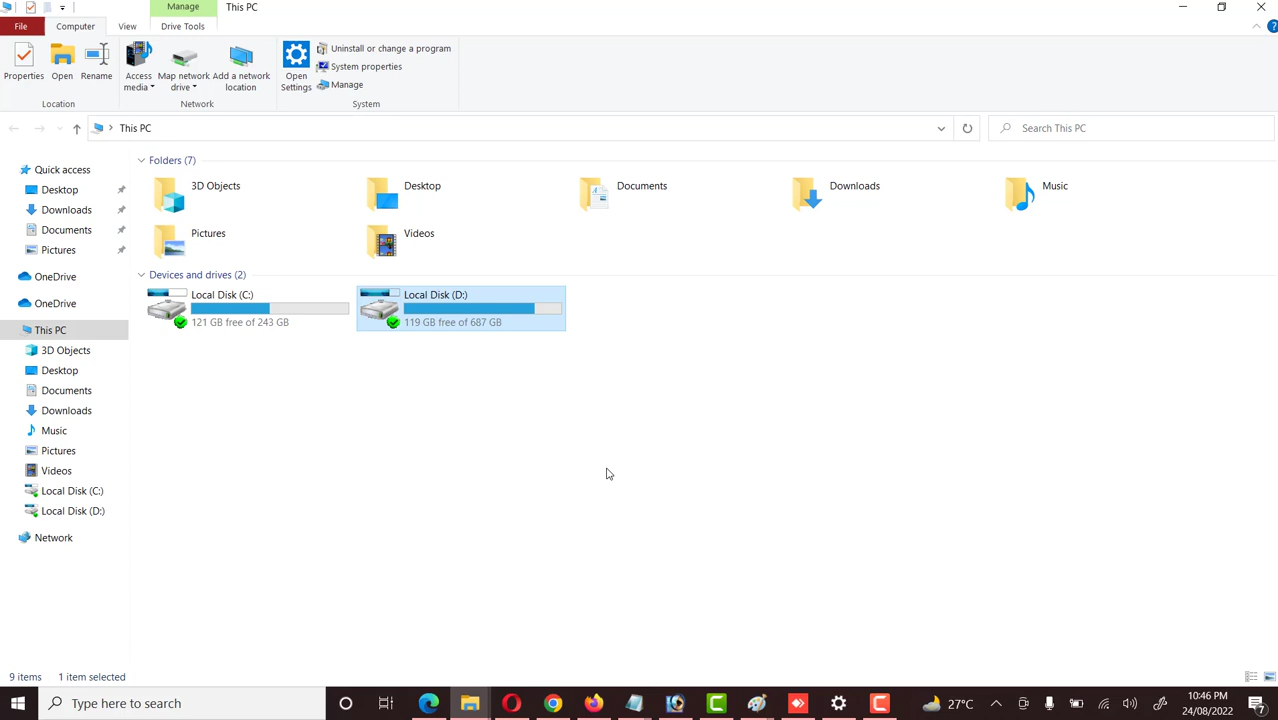 Manage This PC
File Computer View Drive Tools
Properties Open Rename Access media Map network drive Add a network location Open Settings Uninstall or change a program
System properties
Manage
Location Network System
This PC Search This PC
Quick access
Desktop
Downloads
Documents
Pictures
OneDrive
OneDrive
This PC
3D Objects
Desktop
Documents
Downloads
Music
Pictures
Videos
Local Disk (C:)
Local Disk (D:)
Network
Folders (7)
3D Objects Desktop Documents Downloads Music
Pictures Videos
Devices and drives (2)
Local Disk (C:) Local Disk (D:)
121 GB free of 243 GB 119 GB free of 687 GB
9 items 1 item selected
Type here to search 27°C 10:46 PM
24/08/2022 7